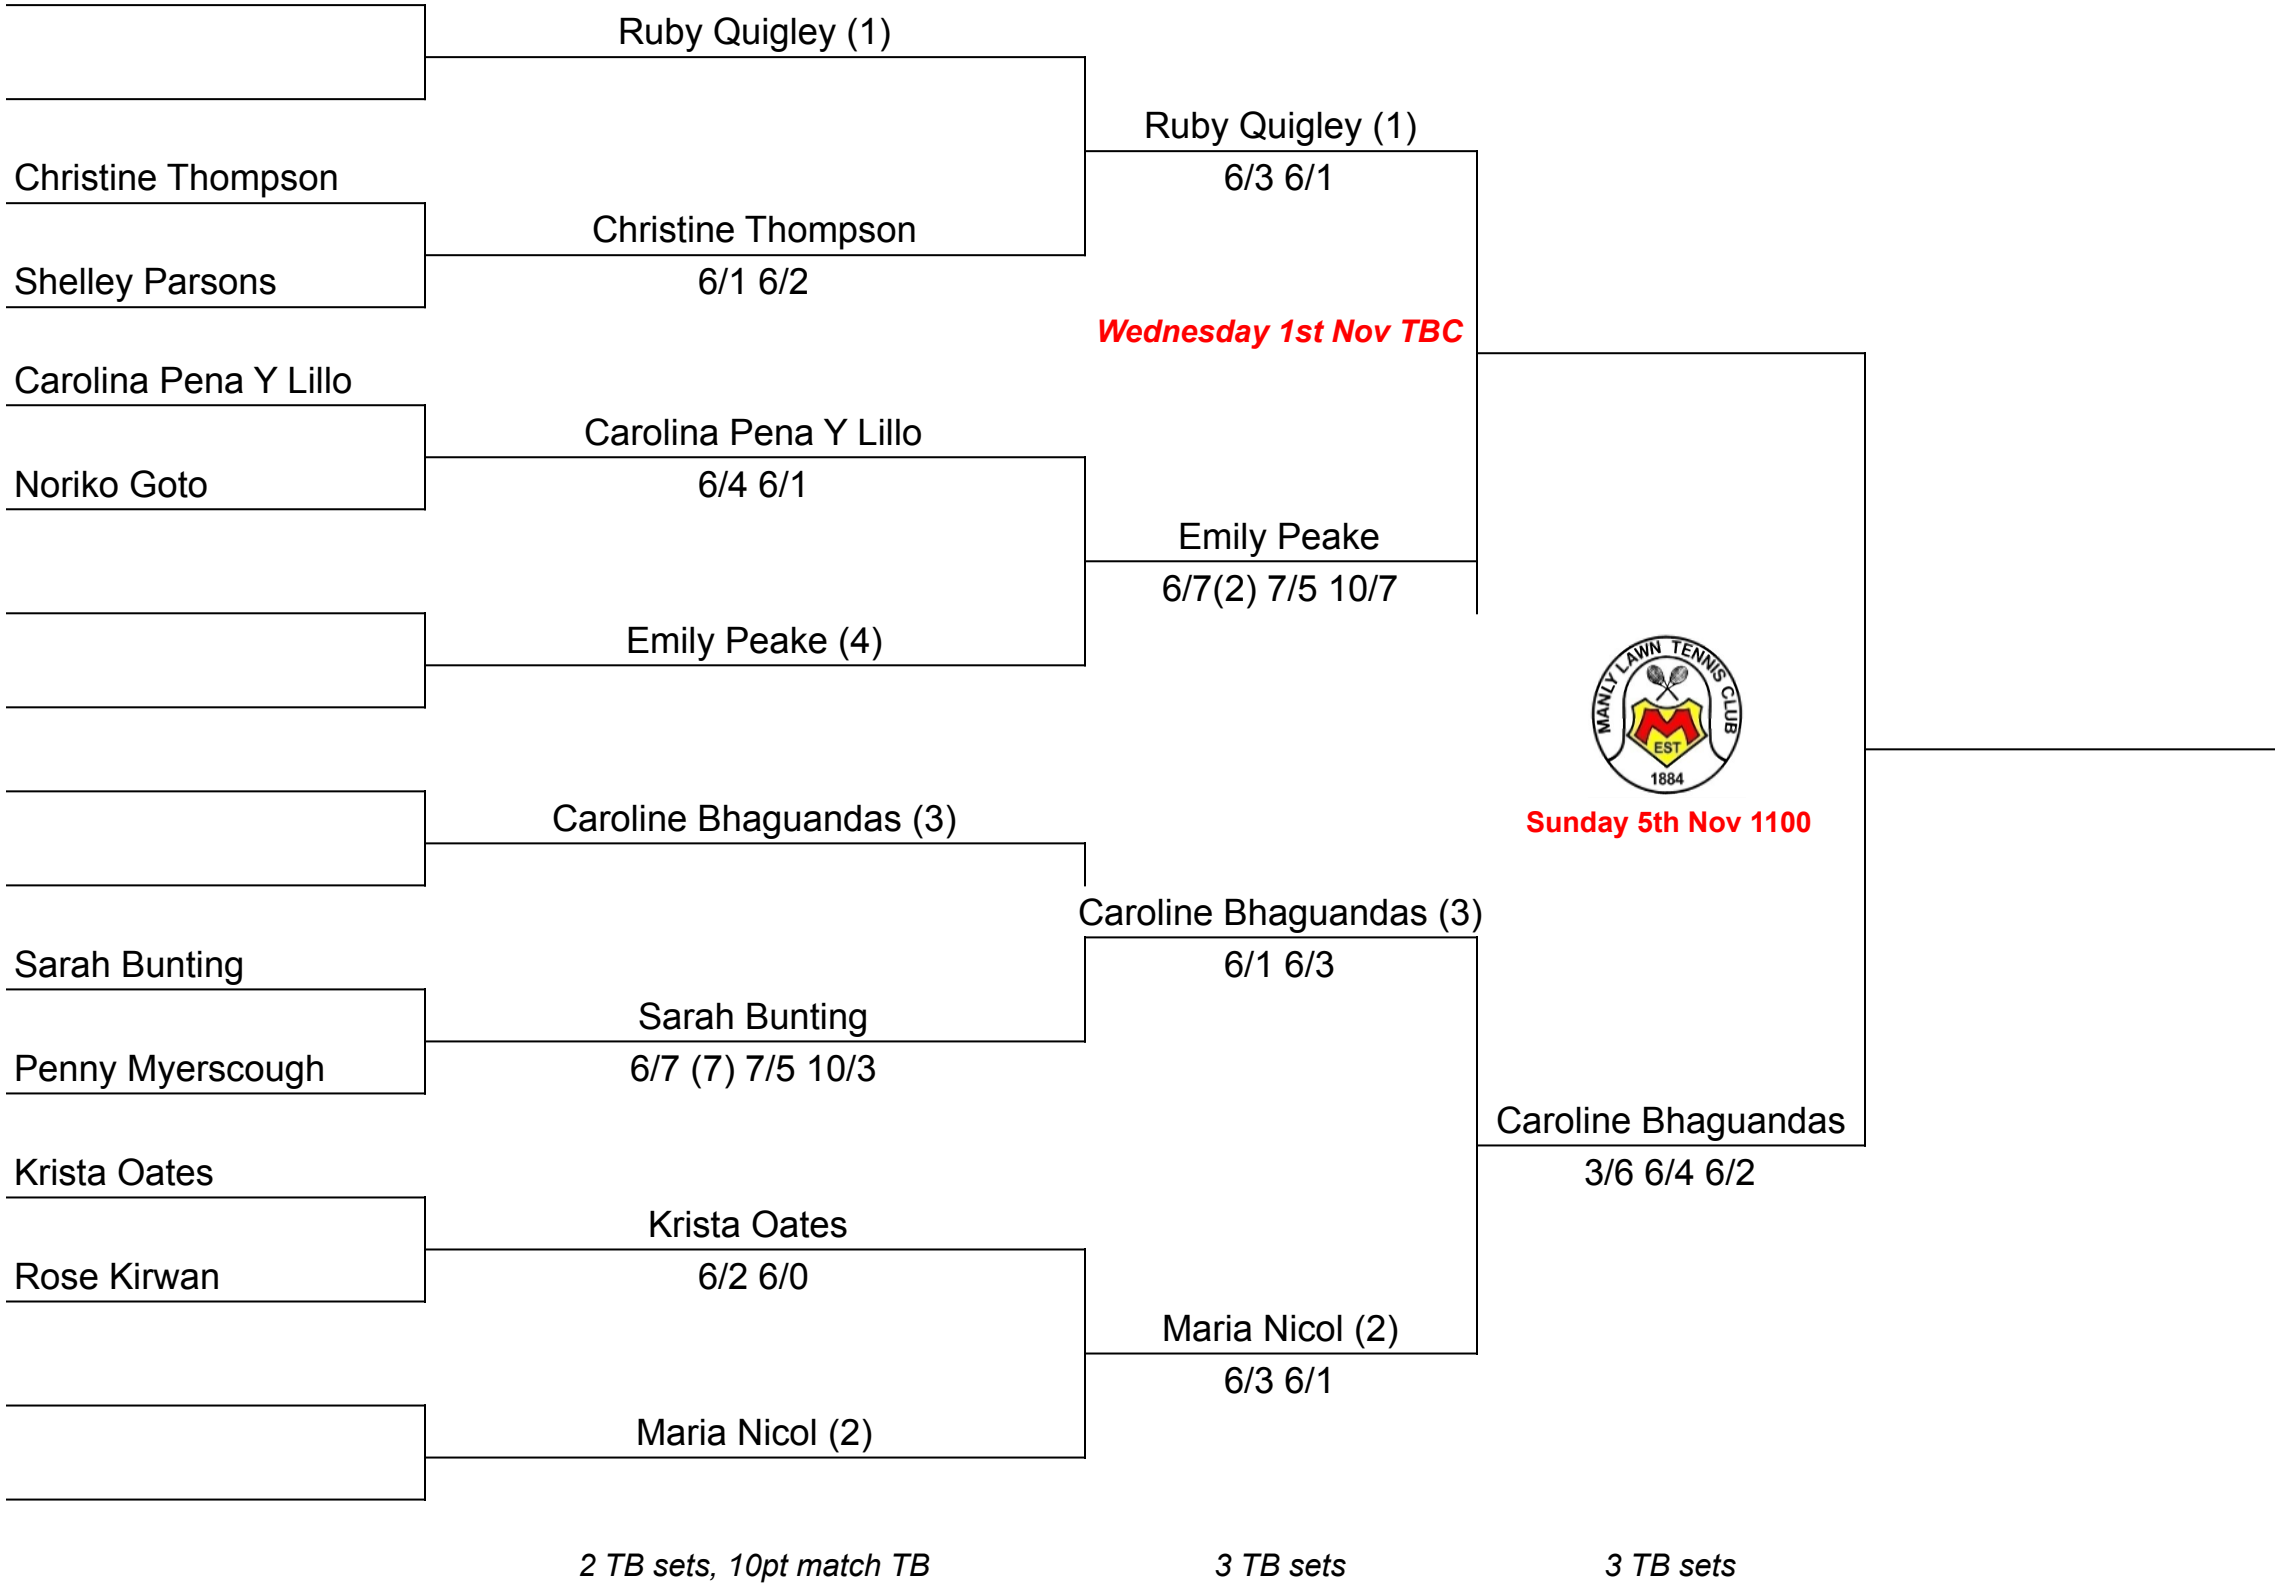 Ruby Quigley (1)
Ruby Quigley (1)
6/3 6/1
Christine Thompson
Christine Thompson
6/1 6/2
Shelley Parsons
Wednesday 1st Nov TBC
Carolina Pena Y Lillo
Carolina Pena Y Lillo
6/4 6/1
Noriko Goto
Emily Peake
6/7(2) 7/5 10/7
Emily Peake (4)
MANLY LAWN TENNIS CLUB
M
EST
1884
Sunday 5th Nov 1100
Caroline Bhaguandas (3)
Caroline Bhaguandas (3)
6/1 6/3
Sarah Bunting
Sarah Bunting
6/7 (7) 7/5 10/3
Penny Myerscough
Caroline Bhaguandas
3/6 6/4 6/2
Krista Oates
Krista Oates
6/2 6/0
Rose Kirwan
Maria Nicol (2)
6/3 6/1
Maria Nicol (2)
2 TB sets, 10pt match TB
3 TB sets
3 TB sets